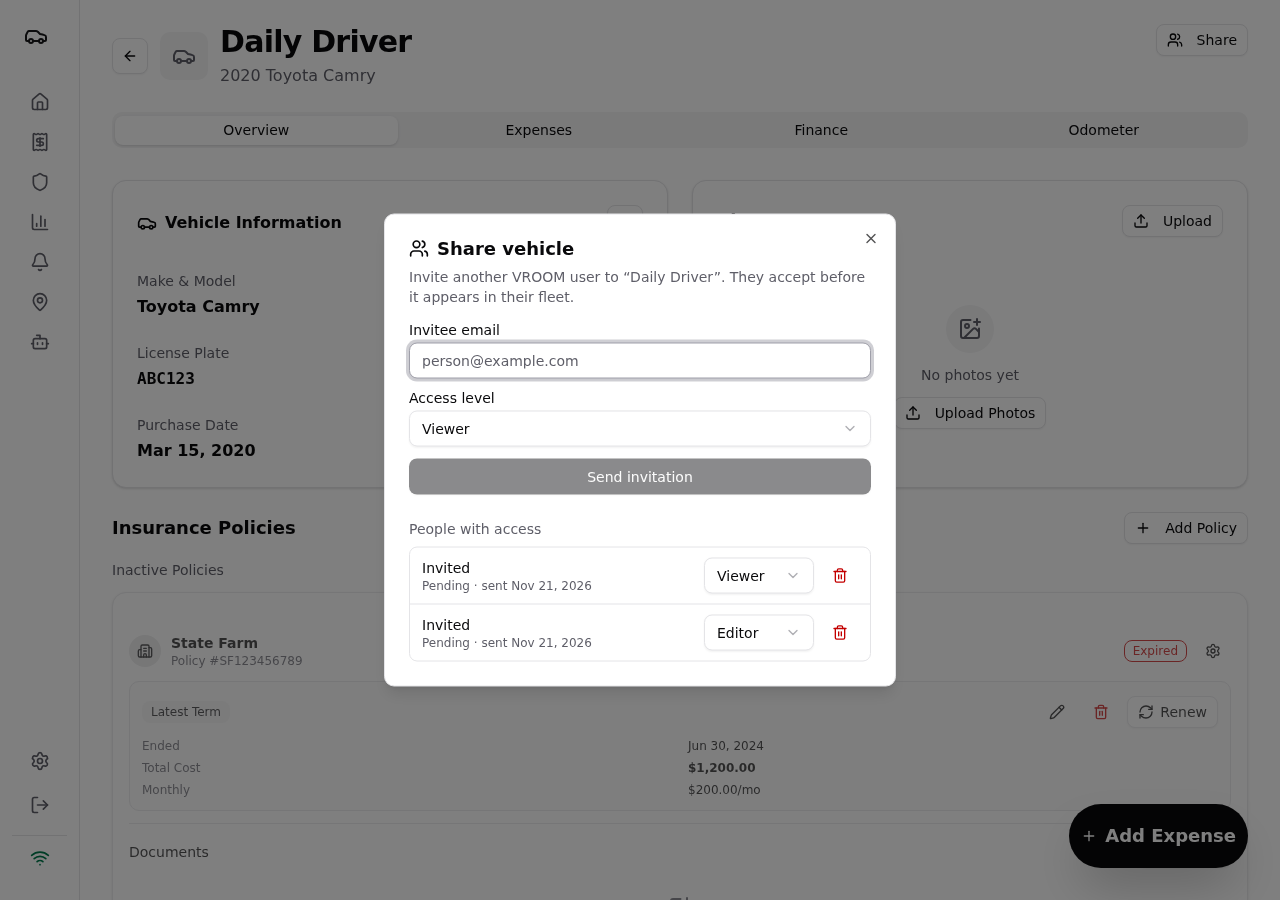 Daily Driver
2020 Toyota Camry
Share
Overview
Expenses
Finance
Odometer
Vehicle Information
Upload
Make & Model
Toyota Camry
License Plate
ABC123
Purchase Date
Mar 15, 2020
No photos yet
Upload Photos
Share vehicle
Invite another VROOM user to “Daily Driver”. They accept before
it appears in their fleet.
Invitee email
person@example.com
Access level
Viewer
Send invitation
People with access
Invited
Pending · sent Nov 21, 2026
Viewer
Invited
Pending · sent Nov 21, 2026
Editor
Insurance Policies
Add Policy
Inactive Policies
State Farm
Policy #SF123456789
Expired
Latest Term
Renew
Ended
Jun 30, 2024
Total Cost
$1,200.00
Monthly
$200.00/mo
Documents
+ Add Expense